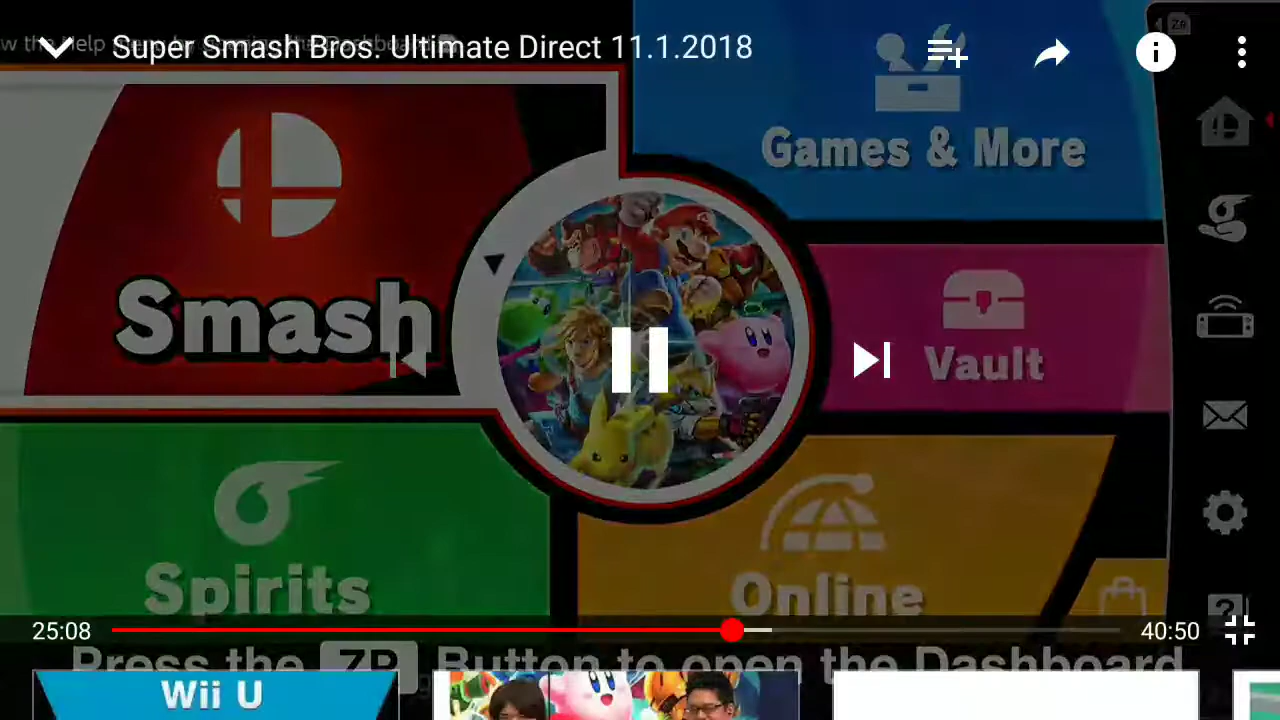 Super Smash Bros. Ultimate Direct 11.1.2018
ZR
Games & More
Smash
Vault
Spirits
Online
25:08
40:50
Press the ZR Button to open the Dashboard
Wii U